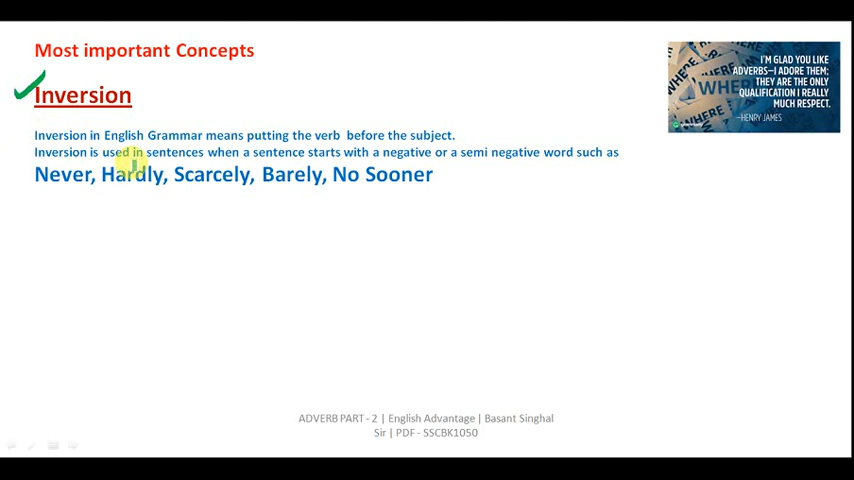 Most important Concepts
Inversion
Inversion in English Grammar means putting the verb before the subject.
Inversion is used in sentences when a sentence starts with a negative or a semi negative word such as
Never, Hardly, Scarcely, Barely, No Sooner
I'M GLAD YOU LIKE
ADVERBS—I ADORE THEM;
THEY ARE THE ONLY
QUALIFICATION I REALLY
MUCH RESPECT.
–HENRY JAMES
WHERE
WHERE
WHERE
ADVERB PART - 2 | English Advantage | Basant Singhal
Sir | PDF - SSCBK1050